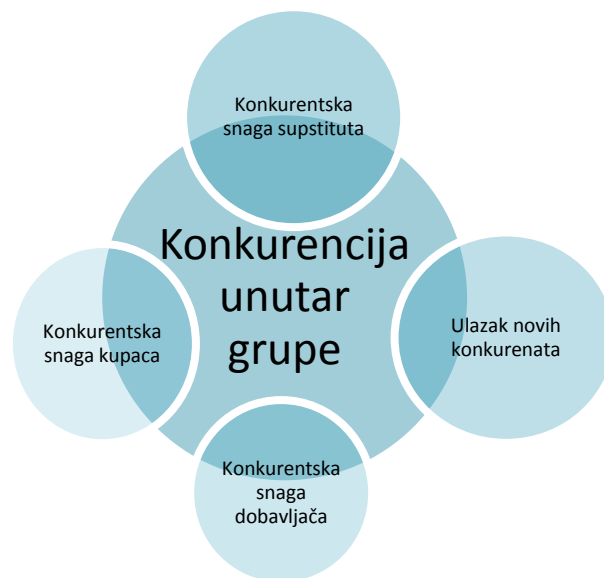 Konkurentska
snaga supstituta
Konkurencija
unutar
grupe
Konkurentska
snaga kupaca
Ulazak novih
konkurenata
Konkurentska
snaga
dobavljača